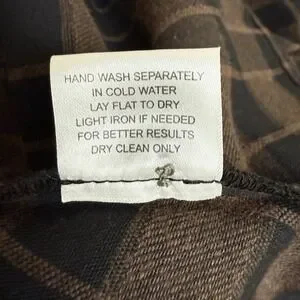 HAND WASH SEPARATELY
IN COLD WATER
LAY FLAT TO DRY
LIGHT IRON IF NEEDED
FOR BETTER RESULTS
DRY CLEAN ONLY